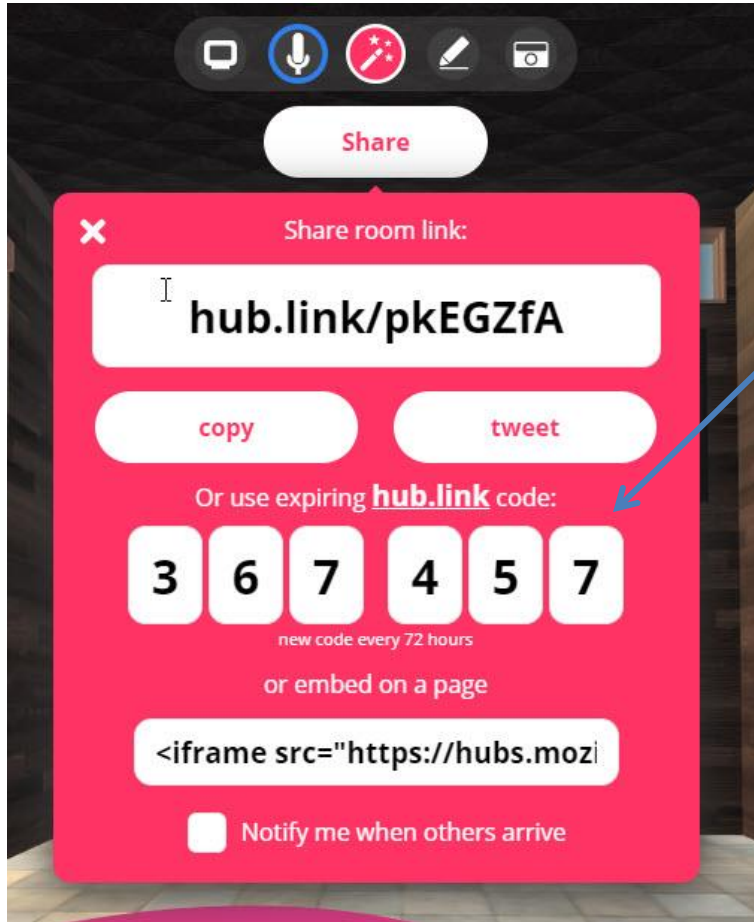 Share
Share room link:
hub.link/pkEGZfA
copy tweet
Or use expiring hub.link code:
3 6 7 4 5 7
new code every 72 hours
or embed on a page
<iframe src="https://hubs.mozi
Notify me when others arrive